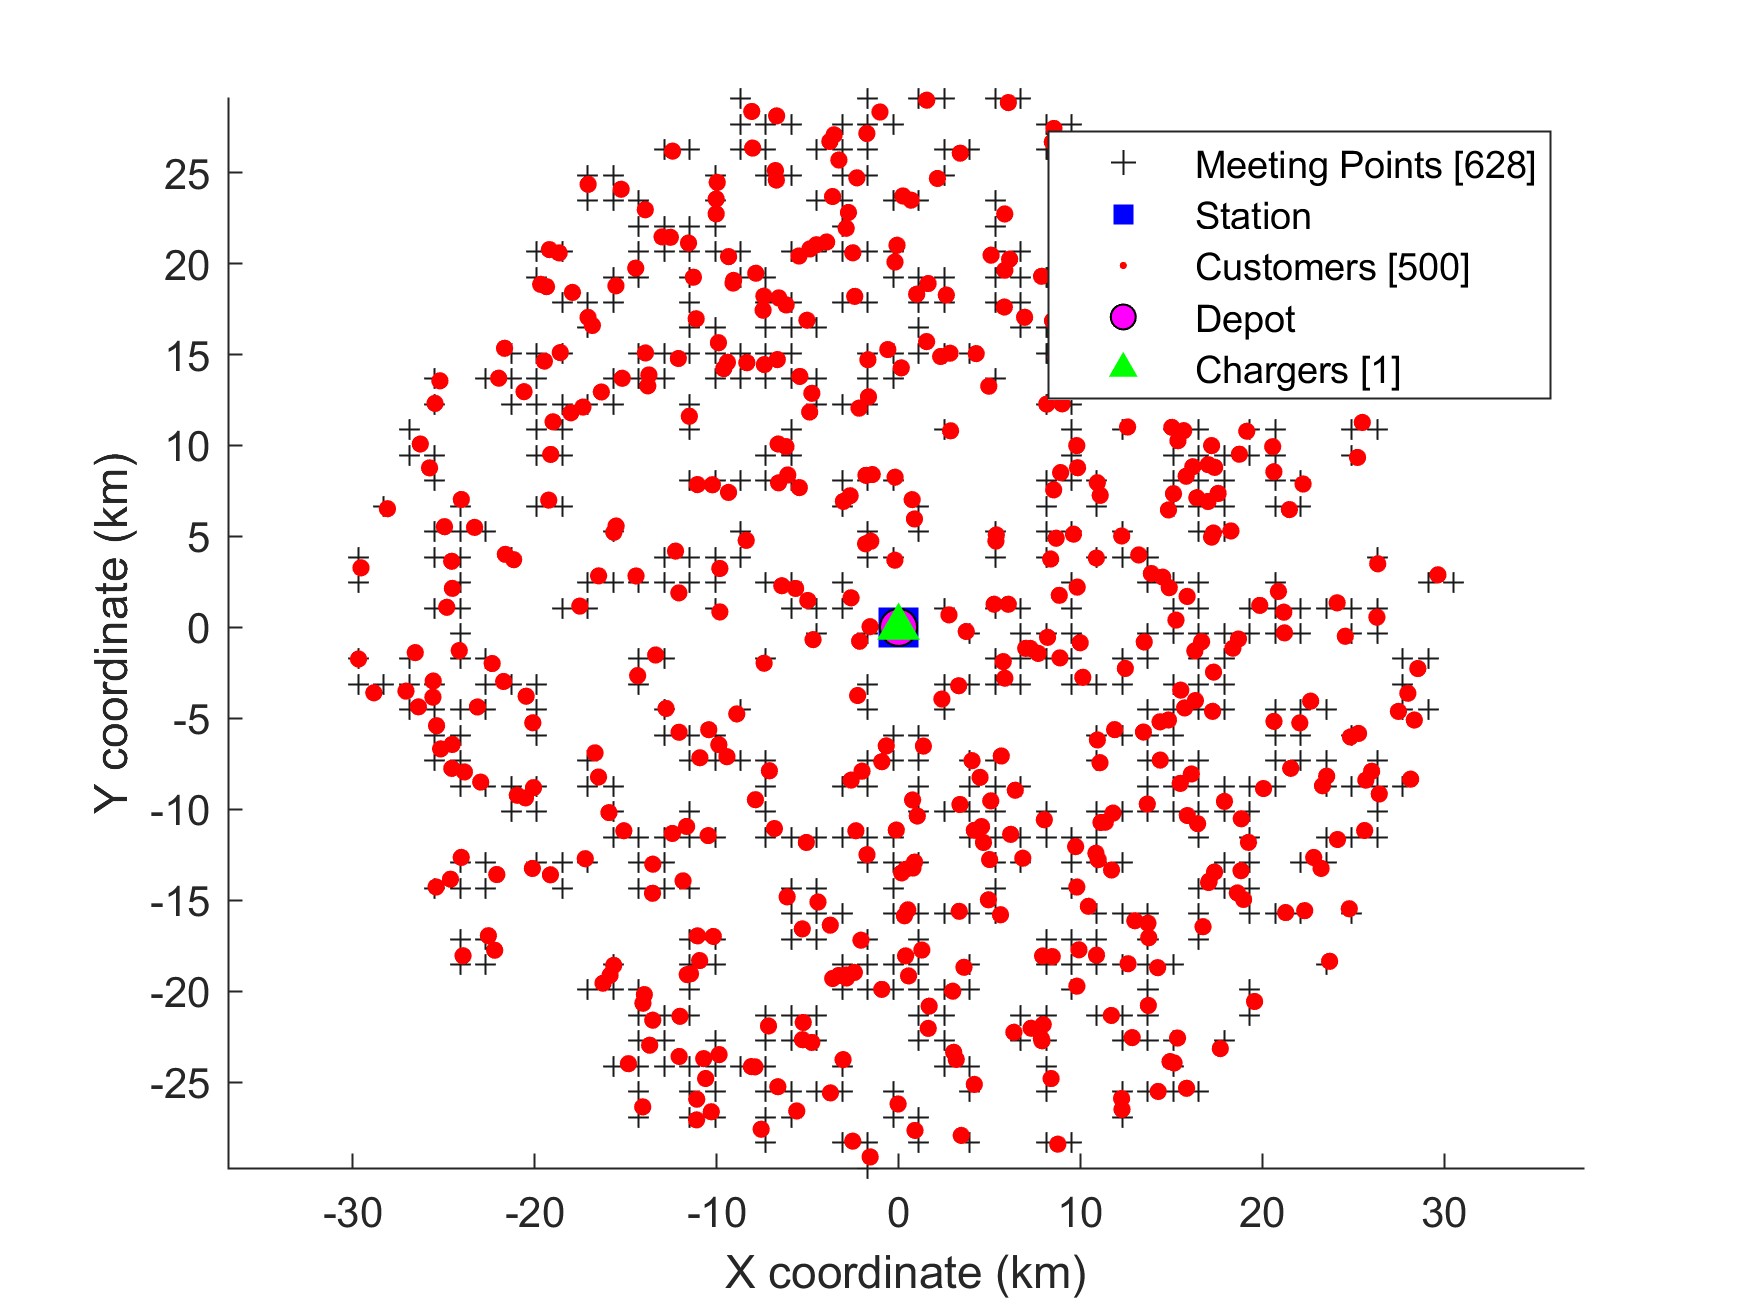 Meeting Points [628]
Station
Customers [500]
Depot
Chargers [1]
25
20
15
10
5
0
-5
-10
-15
-20
-25
Y coordinate (km)
-30 -20 -10 0 10 20 30
X coordinate (km)